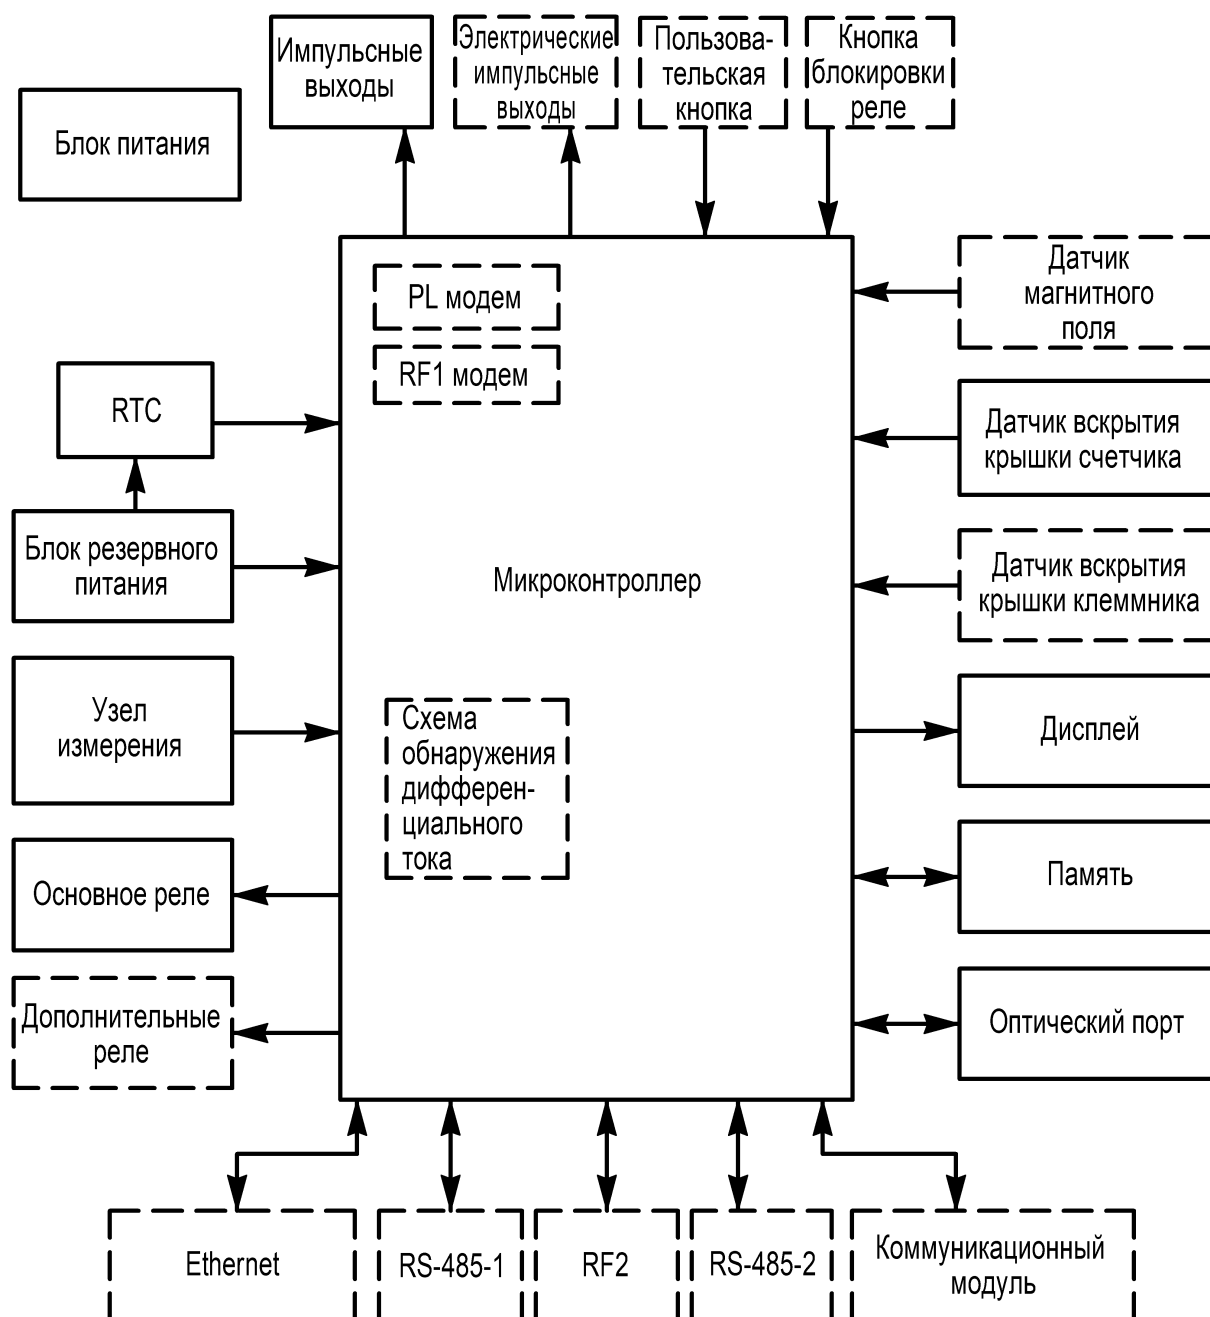 Импульсные
выходы
Электрические
импульсные
выходы
Пользова-
тельская
кнопка
Кнопка
блокировки
реле
Блок питания
PL модем
RF1 модем
Датчик
магнитного
поля
RTC
Датчик вскрытия
крышки счетчика
Блок резервного
питания
Микроконтроллер
Датчик вскрытия
крышки клеммника
Узел
измерения
Схема
обнаружения
дифферен-
циального
тока
Дисплей
Основное реле
Память
Дополнительные
реле
Оптический порт
Ethernet
RS-485-1
RF2
RS-485-2
Коммуникационный
модуль